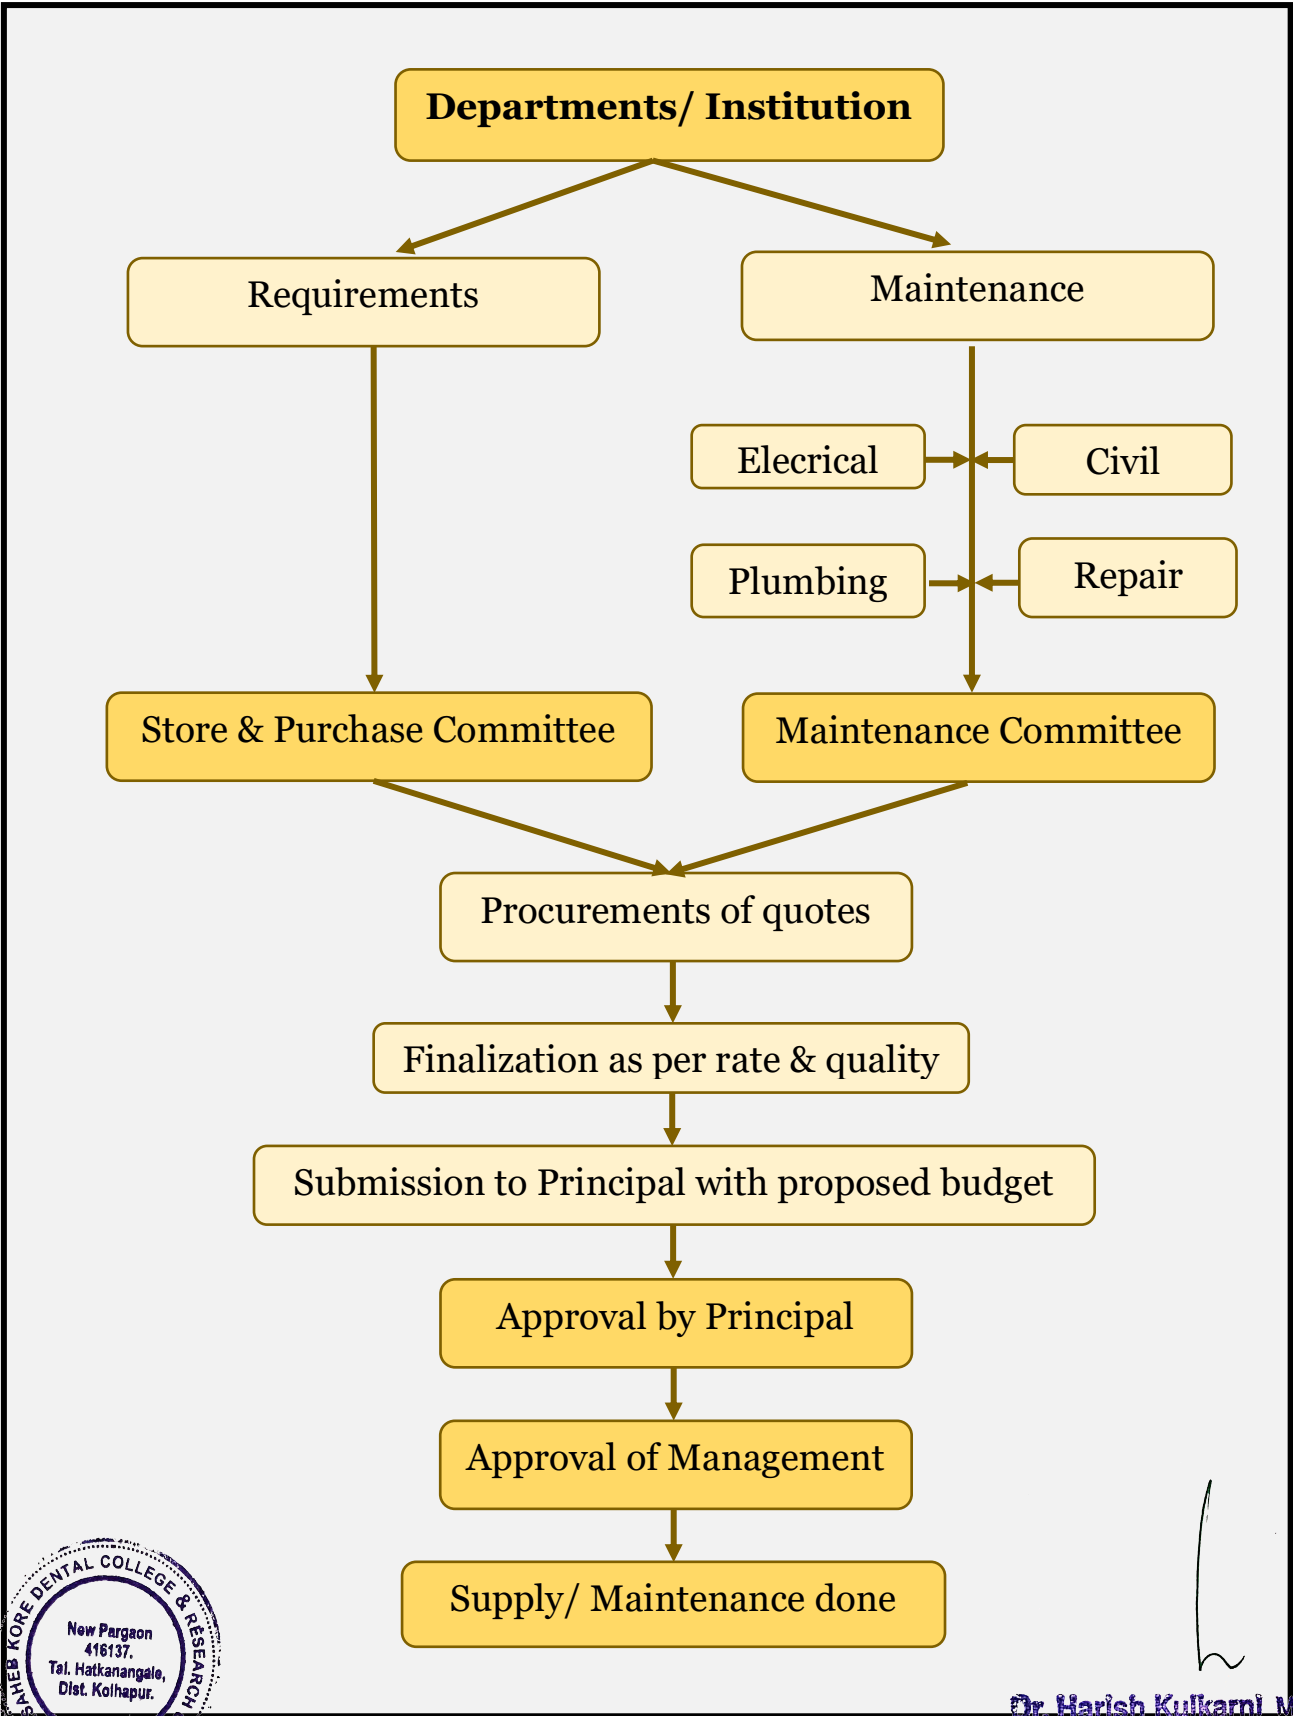 Departments/ Institution
Requirements
Maintenance
Elecrical
Civil
Plumbing
Repair
Store & Purchase Committee
Maintenance Committee
Procurements of quotes
Finalization as per rate & quality
Submission to Principal with proposed budget
Approval by Principal
Approval of Management
Supply/ Maintenance done
SAHEB KORE DENTAL COLLEGE & RESEARCH
New Pargaon
416137.
Tal. Hatkanangale,
Dist. Kolhapur.
Dr. Harish Kulkarni